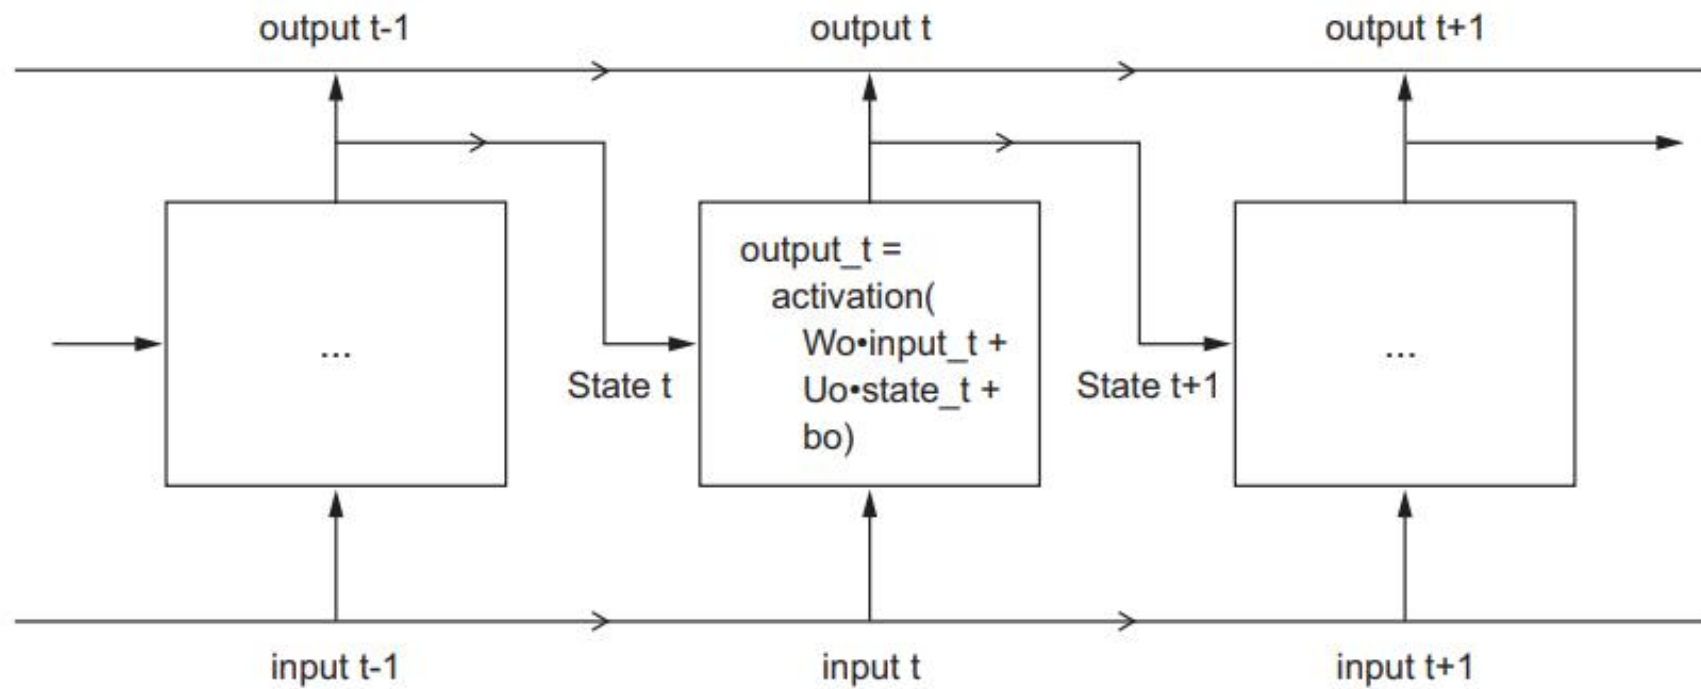 output t-1
output t
output t+1
output_t =
activation(
Wo•input_t +
Uo•state_t +
bo)
...
...
State t
State t+1
input t-1
input t
input t+1